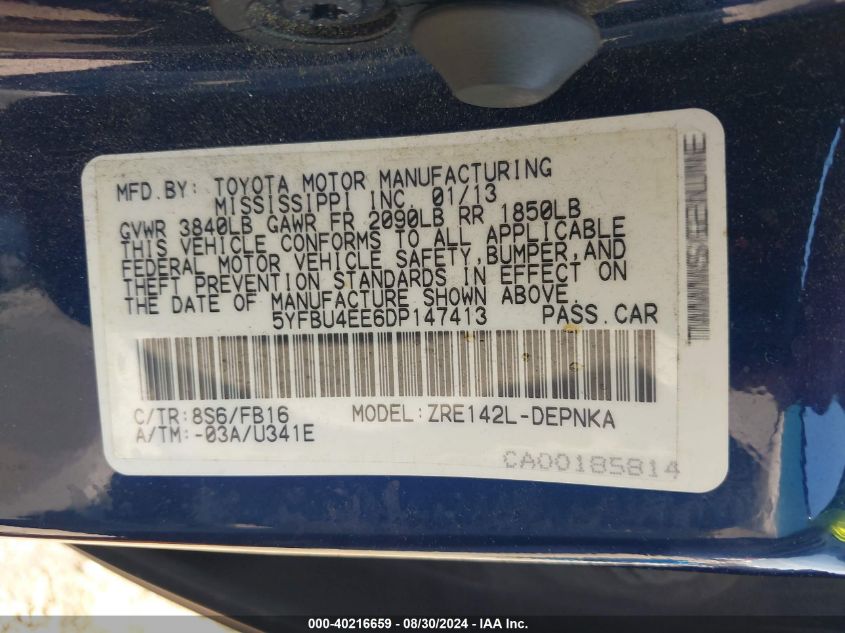 MFD.BY: TOYOTA MOTOR MANUFACTURING
MISSISSIPPI INC. 01/13
GVWR 3840LB GAWR FR 2090LB RR 1850LB
THIS VEHICLE CONFORMS TO ALL APPLICABLE
FEDERAL MOTOR VEHICLE SAFETY,BUMPER,AND
THEFT PREVENTION STANDARDS IN EFFECT ON
THE DATE OF MANUFACTURE SHOWN ABOVE.
5YFBU4EE6DP147413 PASS.CAR
C/TR:8S6/FB16 MODEL:ZRE142L-DEPNKA
A/TM:-03A/U341E
CA00185814
000-40216659 - 08/30/2024 - IAA Inc.